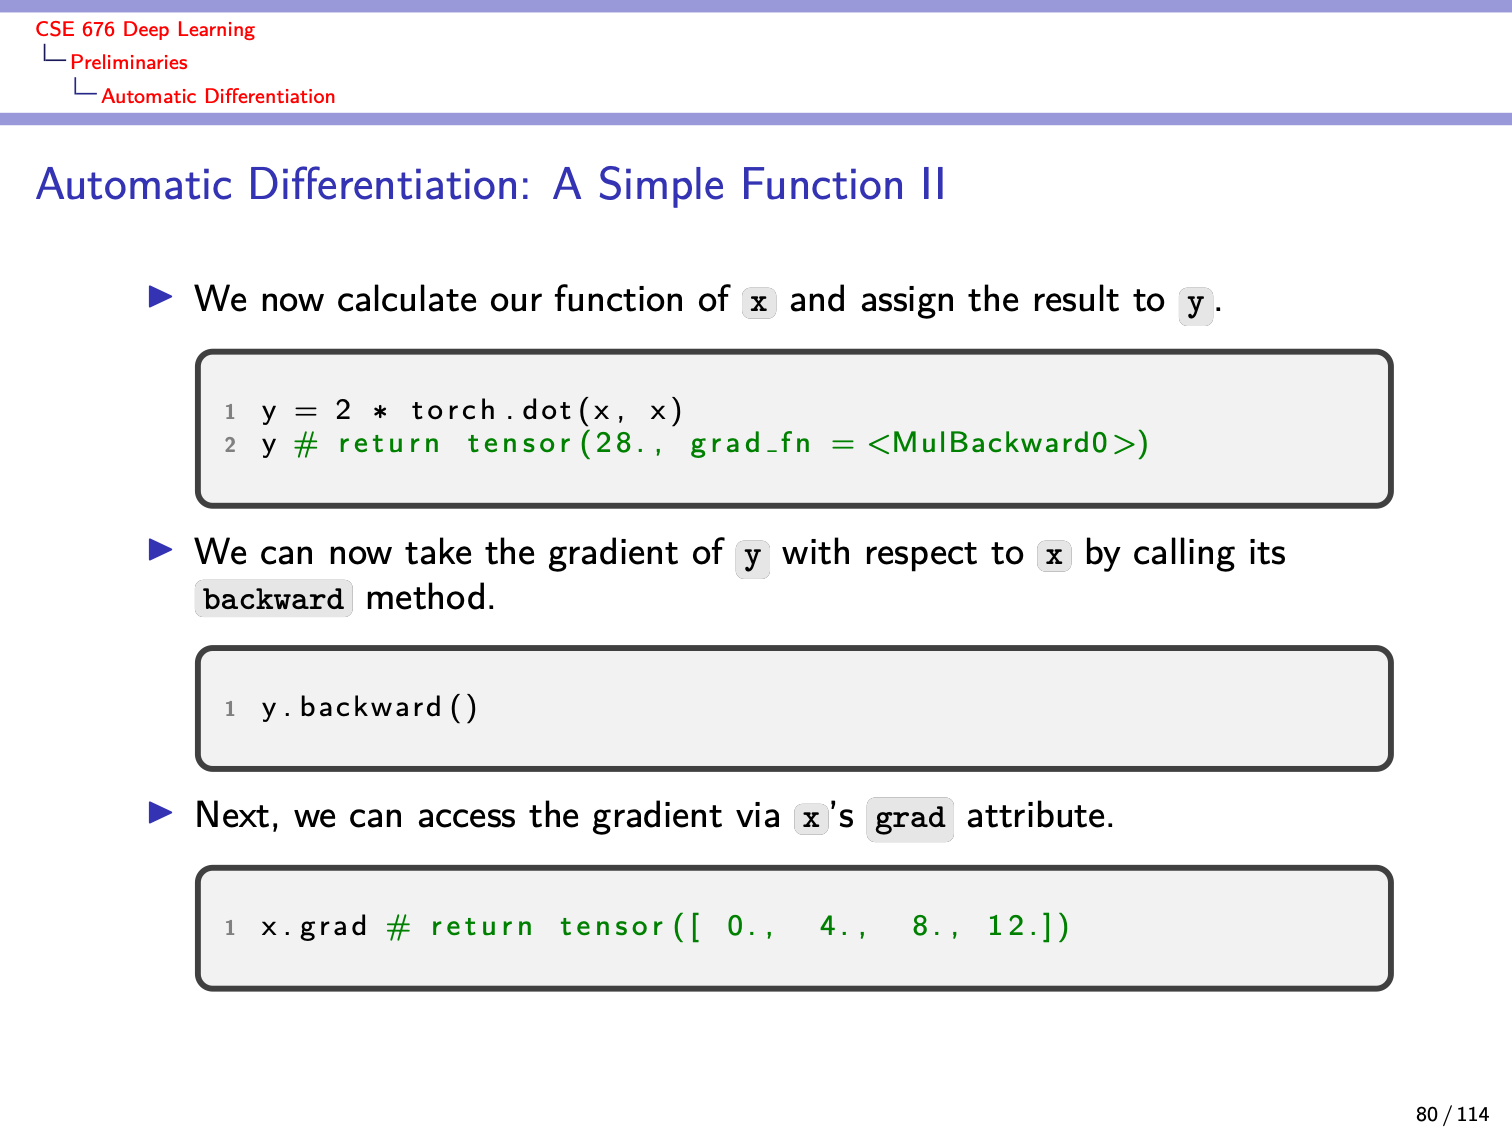 CSE 676 Deep Learning
Preliminaries
Automatic Differentiation
Automatic Differentiation: A Simple Function II
We now calculate our function of x and assign the result to y.
1 y = 2 * torch.dot(x, x)
2 y # return tensor(28., grad_fn = <MulBackward0>)
We can now take the gradient of y with respect to x by calling its
backward method.
1 y.backward()
Next, we can access the gradient via x's grad attribute.
1 x.grad # return tensor([ 0., 4., 8., 12.])
80 / 114